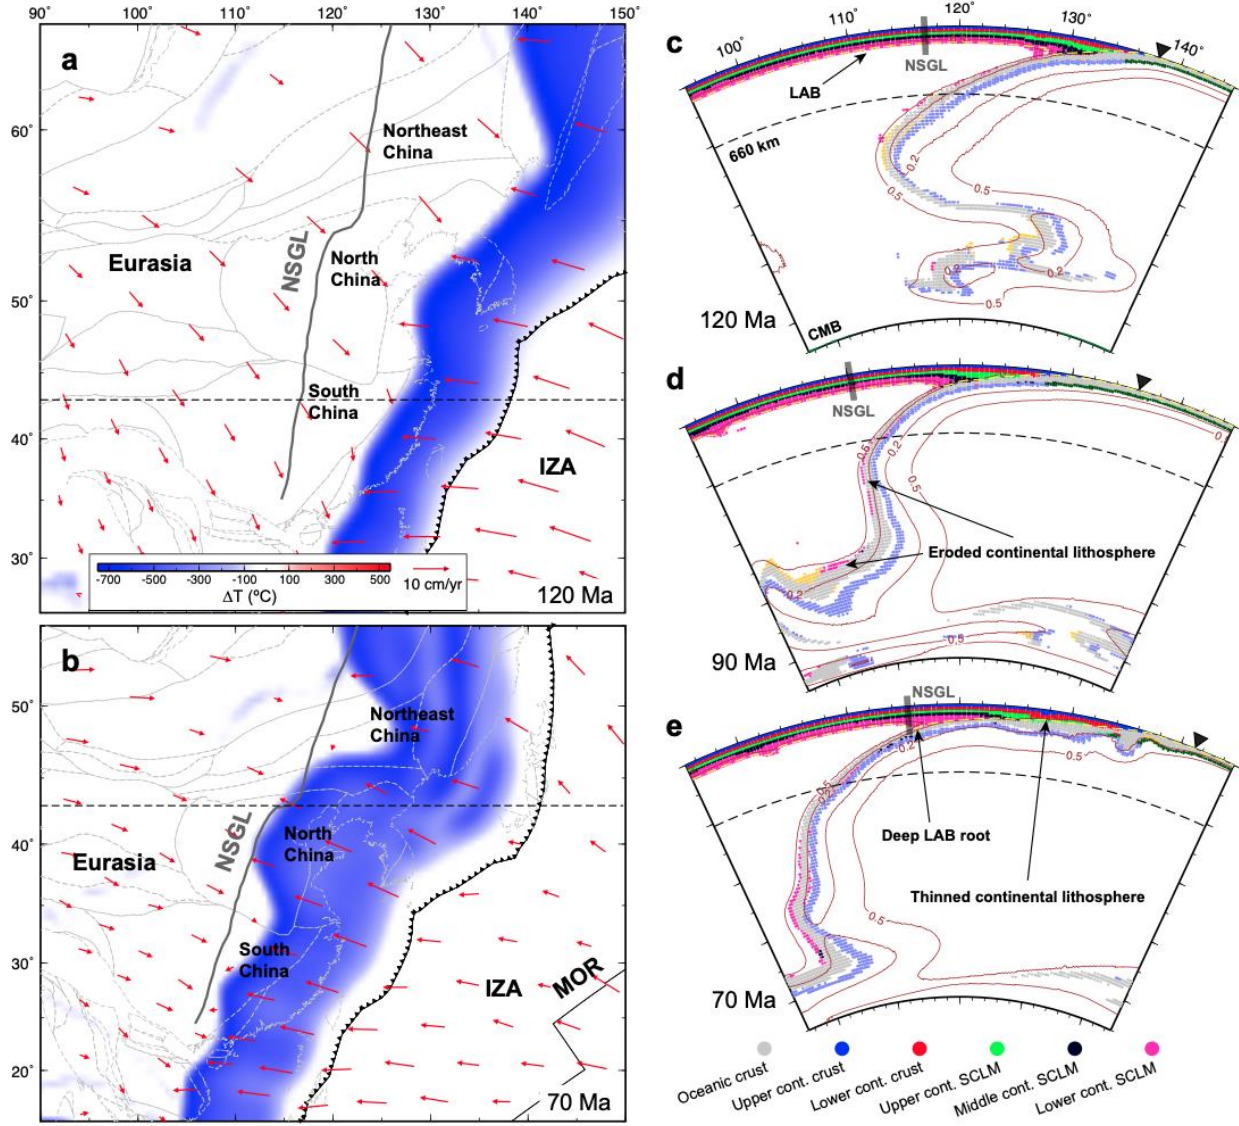 90° 100° 110° 120° 130° 140° 150°
a
60°
50°
40°
30°
Northeast
China
North
China
NSGL
Eurasia
South
China
IZA
-700 -500 -300 -100 100 300 500
ΔT (ºC)
10 cm/yr
120 Ma
b
50°
40°
30°
20°
Northeast
China
NSGL
North
China
Eurasia
South
China
IZA
MOR
70 Ma
c
100° 110° 120° 130° 140°
NSGL
LAB
660 km
0.2
0.5
0.5
0.2
0.2
0.5
CMB
120 Ma
d
NSGL
0.5
0.2
0.5
0.2
0.5
Eroded continental lithosphere
90 Ma
e
NSGL
0.2
0.5
0.5
0.2
Deep LAB root
Thinned continental lithosphere
0.5
70 Ma
Oceanic crust
Upper cont. crust
Lower cont. crust
Upper cont. SCLM
Middle cont. SCLM
Lower cont. SCLM